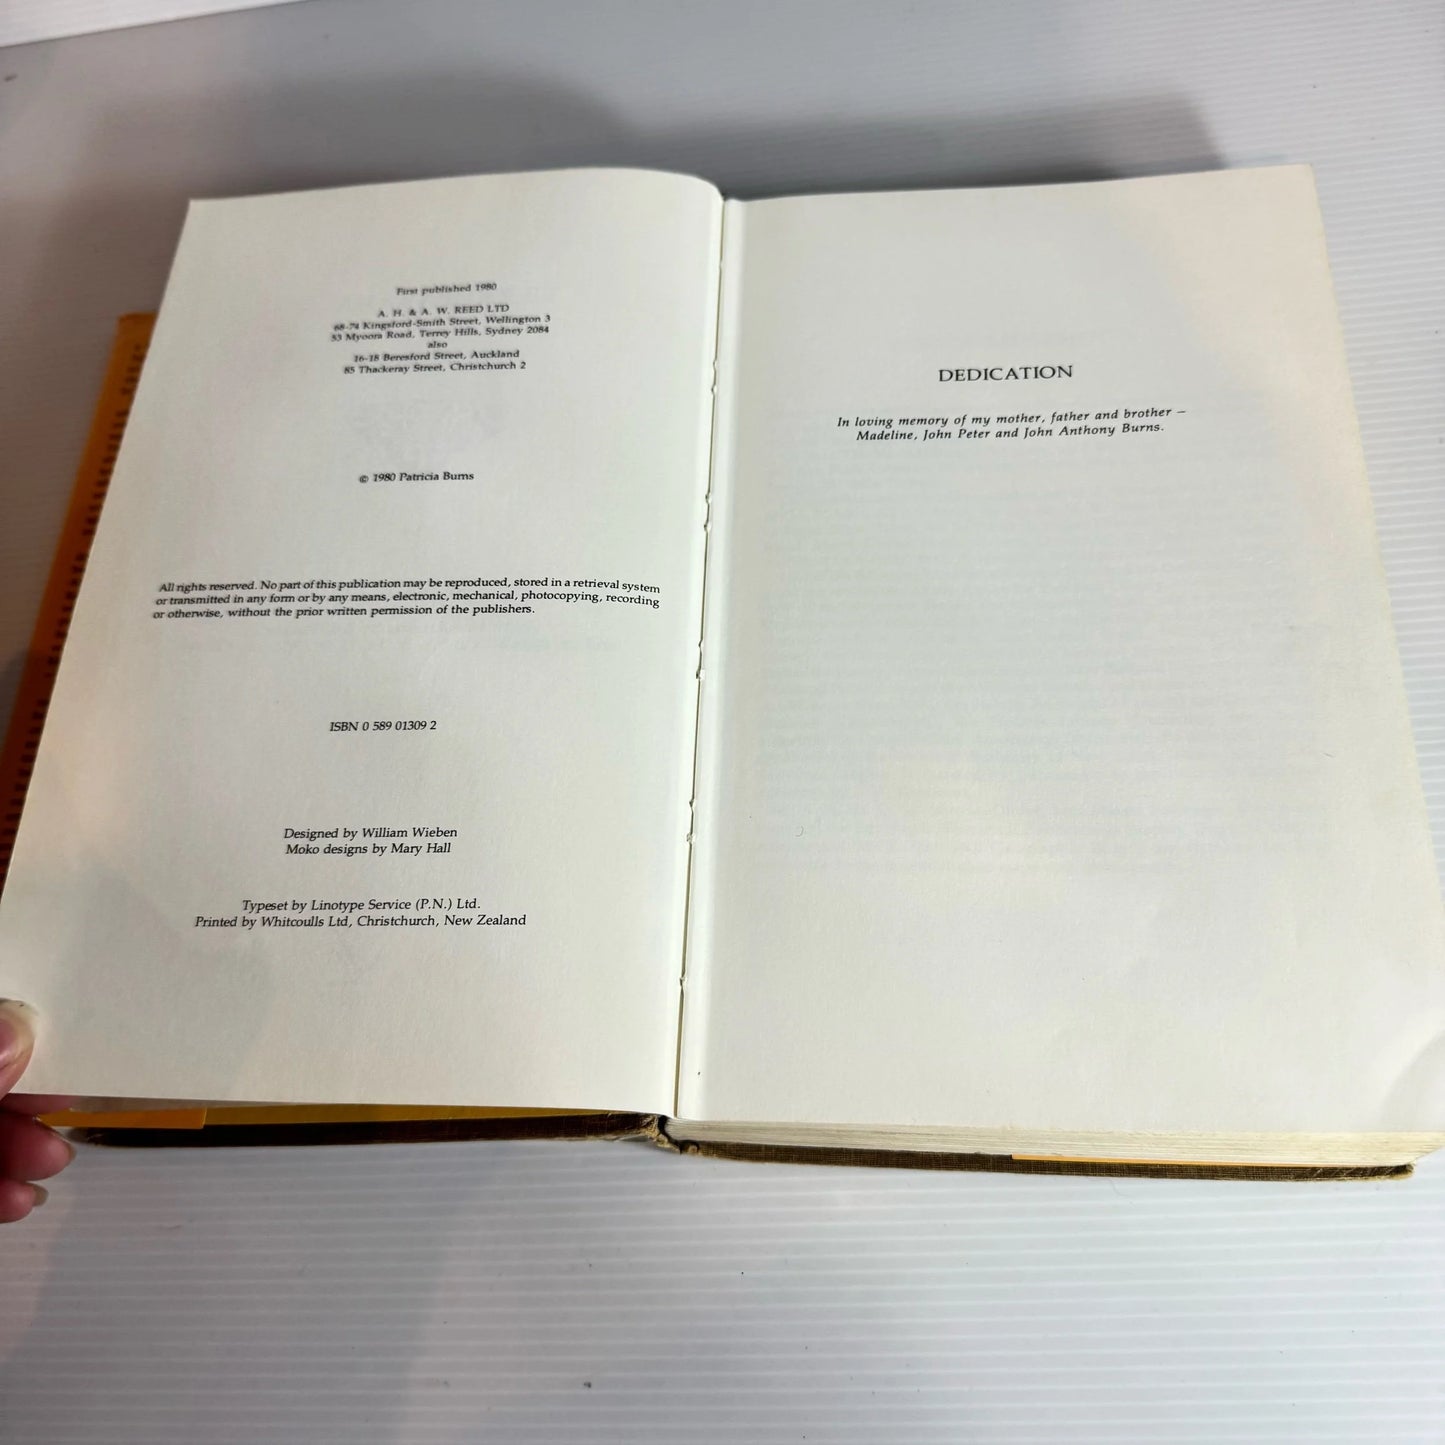 First published 1980
A. H. & A. W. REED LTD
68-74 Kingsford-Smith Street, Wellington 3
53 Myoora Road, Terrey Hills, Sydney 2084
also
16-18 Beresford Street, Auckland
85 Thackeray Street, Christchurch 2
© 1980 Patricia Burns
All rights reserved. No part of this publication may be reproduced, stored in a retrieval system
or transmitted in any form or by any means, electronic, mechanical, photocopying, recording
or otherwise, without the prior written permission of the publishers.
ISBN 0 589 01309 2
Designed by William Wieben
Moko designs by Mary Hall
Typeset by Linotype Service (P.N.) Ltd.
Printed by Whitcoulls Ltd, Christchurch, New Zealand
DEDICATION
In loving memory of my mother, father and brother –
Madeline, John Peter and John Anthony Burns.